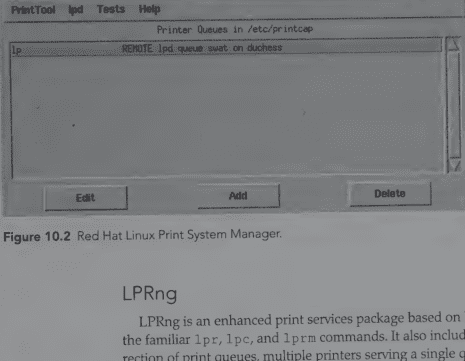 PrintTool lpd Tests Help
Printer Queues in /etc/printcap
lp REMOTE lpd queue swat on duchess
Edit Add Delete
Figure 10.2 Red Hat Linux Print System Manager.
LPRng
LPRng is an enhanced print services package based on
the familiar lpr, lpc, and lprm commands. It also includ
rection of print queues, multiple printers serving a single q